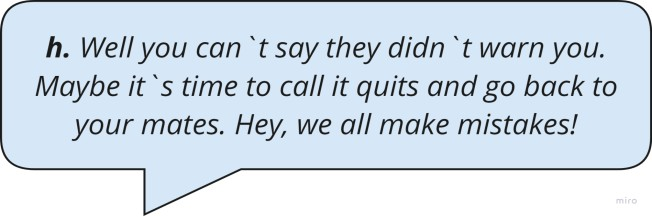 h. Well you can`t say they didn`t warn you.
Maybe it`s time to call it quits and go back to
your mates. Hey, we all make mistakes!
miro